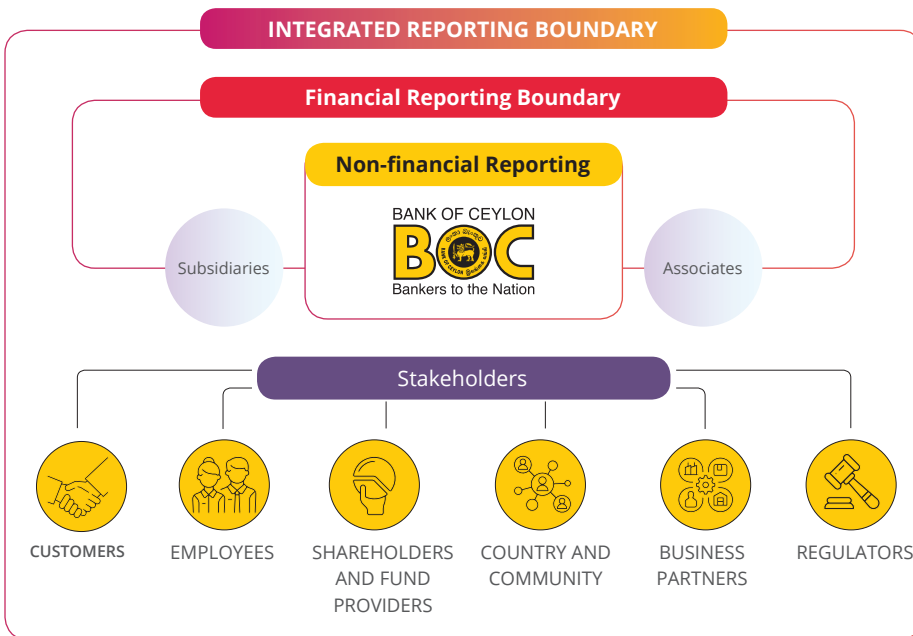 INTEGRATED REPORTING BOUNDARY
Financial Reporting Boundary
Non-financial Reporting
BANK OF CEYLON
BOC
Bankers to the Nation
Subsidiaries
Associates
Stakeholders
CUSTOMERS
EMPLOYEES
SHAREHOLDERS
AND FUND
PROVIDERS
COUNTRY AND
COMMUNITY
BUSINESS
PARTNERS
REGULATORS